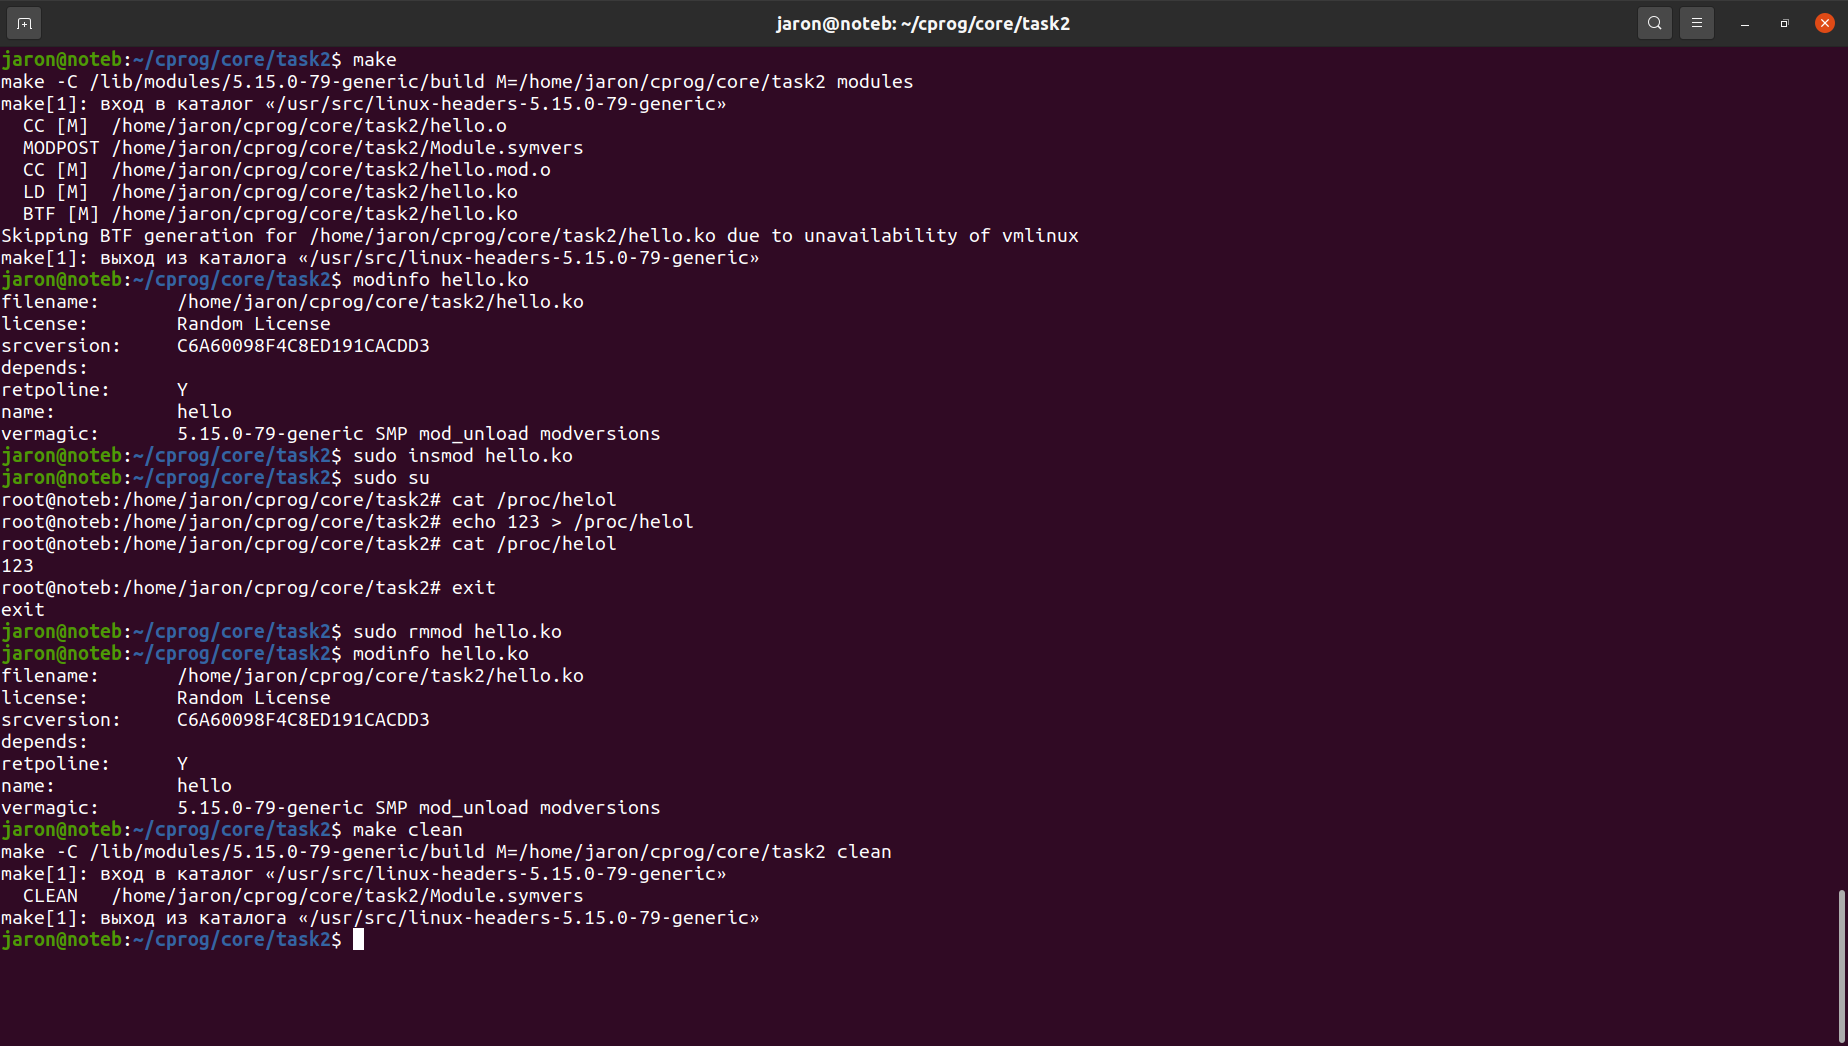 jaron@noteb: ~/cprog/core/task2
jaron@noteb:~/cprog/core/task2$ make
make -C /lib/modules/5.15.0-79-generic/build M=/home/jaron/cprog/core/task2 modules
make[1]: вход в каталог «/usr/src/linux-headers-5.15.0-79-generic»
  CC [M]  /home/jaron/cprog/core/task2/hello.o
  MODPOST /home/jaron/cprog/core/task2/Module.symvers
  CC [M]  /home/jaron/cprog/core/task2/hello.mod.o
  LD [M]  /home/jaron/cprog/core/task2/hello.ko
  BTF [M] /home/jaron/cprog/core/task2/hello.ko
Skipping BTF generation for /home/jaron/cprog/core/task2/hello.ko due to unavailability of vmlinux
make[1]: выход из каталога «/usr/src/linux-headers-5.15.0-79-generic»
jaron@noteb:~/cprog/core/task2$ modinfo hello.ko
filename:       /home/jaron/cprog/core/task2/hello.ko
license:        Random License
srcversion:     C6A60098F4C8ED191CACDD3
depends:
retpoline:      Y
name:           hello
vermagic:       5.15.0-79-generic SMP mod_unload modversions
jaron@noteb:~/cprog/core/task2$ sudo insmod hello.ko
jaron@noteb:~/cprog/core/task2$ sudo su
root@noteb:/home/jaron/cprog/core/task2# cat /proc/helol
root@noteb:/home/jaron/cprog/core/task2# echo 123 > /proc/helol
root@noteb:/home/jaron/cprog/core/task2# cat /proc/helol
123
root@noteb:/home/jaron/cprog/core/task2# exit
exit
jaron@noteb:~/cprog/core/task2$ sudo rmmod hello.ko
jaron@noteb:~/cprog/core/task2$ modinfo hello.ko
filename:       /home/jaron/cprog/core/task2/hello.ko
license:        Random License
srcversion:     C6A60098F4C8ED191CACDD3
depends:
retpoline:      Y
name:           hello
vermagic:       5.15.0-79-generic SMP mod_unload modversions
jaron@noteb:~/cprog/core/task2$ make clean
make -C /lib/modules/5.15.0-79-generic/build M=/home/jaron/cprog/core/task2 clean
make[1]: вход в каталог «/usr/src/linux-headers-5.15.0-79-generic»
  CLEAN   /home/jaron/cprog/core/task2/Module.symvers
make[1]: выход из каталога «/usr/src/linux-headers-5.15.0-79-generic»
jaron@noteb:~/cprog/core/task2$